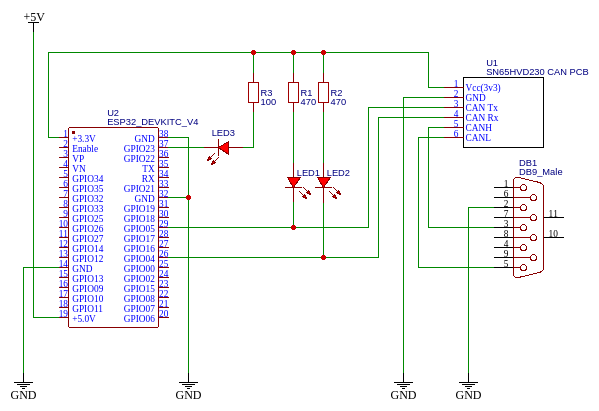 +5V
U1
SN65HVD230 CAN PCB
1 Vcc(3v3)
2 GND
3 CAN Tx
4 CAN Rx
5 CANH
6 CANL
R3
100
R1
470
R2
470
U2
ESP32_DEVKITC_V4
1 +3.3V GND 38
2 Enable GPIO23 37
3 VP GPIO22 36
4 VN TX 35
5 GPIO34 RX 34
6 GPIO35 GPIO21 33
7 GPIO32 GND 32
8 GPIO33 GPIO19 31
9 GPIO25 GPIO18 30
10 GPIO26 GPIO05 29
11 GPIO27 GPIO17 28
12 GPIO14 GPIO16 27
13 GPIO12 GPIO04 26
14 GND GPIO00 25
15 GPIO13 GPIO02 24
16 GPIO09 GPIO15 23
17 GPIO10 GPIO08 22
18 GPIO11 GPIO07 21
19 +5.0V GPIO06 20
LED3
LED1
LED2
DB1
DB9_Male
1
6
2
7 11
3
8 10
4
9
5
GND
GND
GND
GND